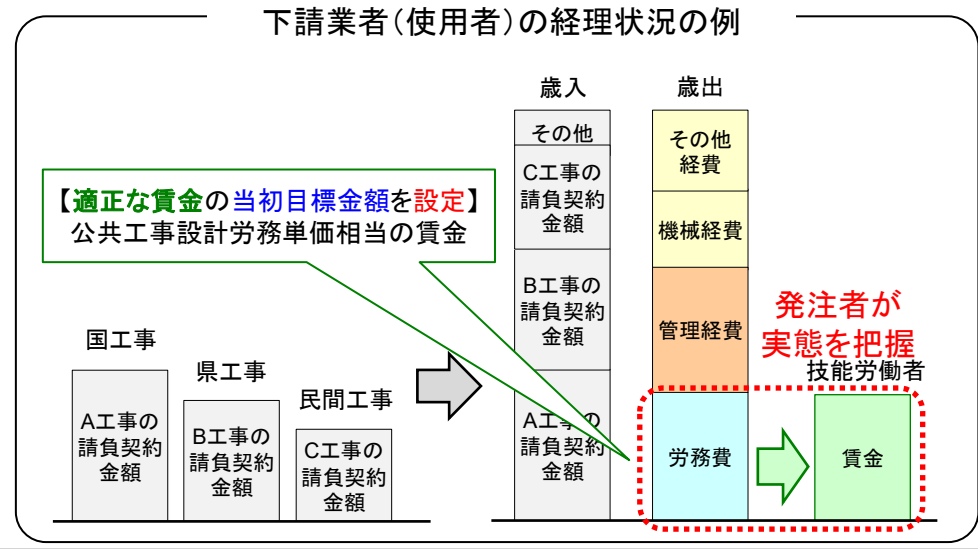 下請業者(使用者)の経理状況の例
歳入
歳出
その他
C工事の
請負契約
金額
B工事の
請負契約
金額
A工事の
請負契約
金額
その他
経費
機械経費
管理経費
労務費
【適正な賃金の当初目標金額を設定】
公共工事設計労務単価相当の賃金
国工事
A工事の
請負契約
金額
県工事
B工事の
請負契約
金額
民間工事
C工事の
請負契約
金額
発注者が
実態を把握
技能労働者
賃金